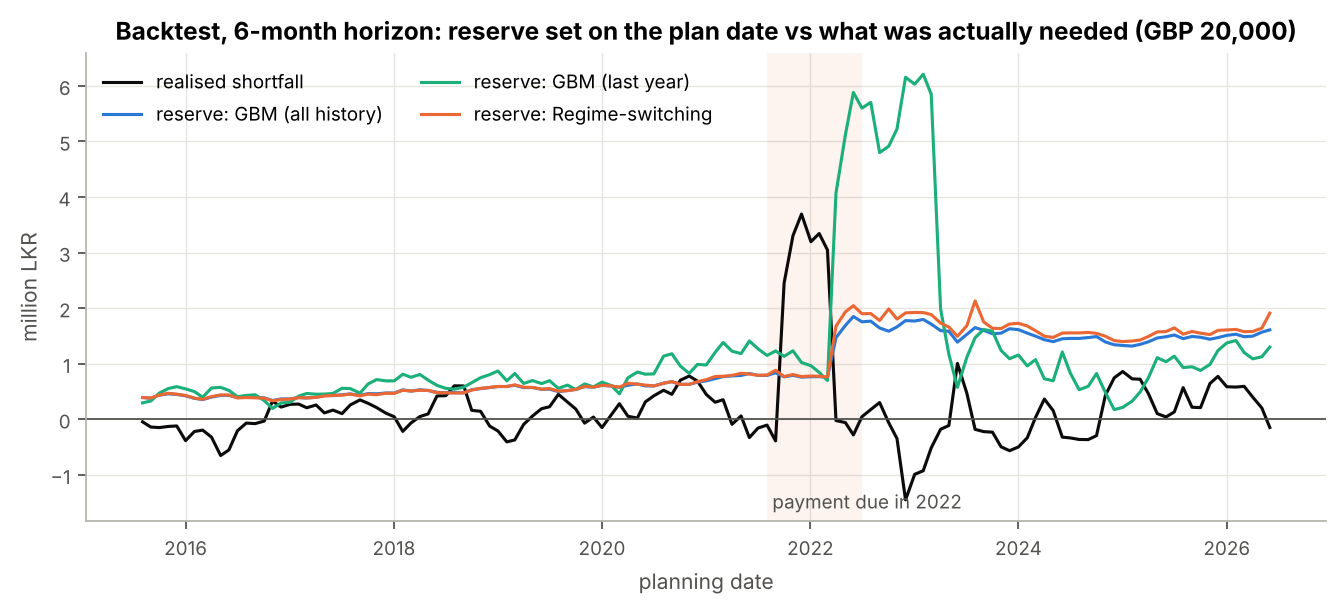 Backtest, 6-month horizon: reserve set on the plan date vs what was actually needed (GBP 20,000)
realised shortfall
reserve: GBM (all history)
reserve: GBM (last year)
reserve: Regime-switching
million LKR
6
5
4
3
2
1
0
−1
payment due in 2022
2016
2018
2020
2022
2024
2026
planning date